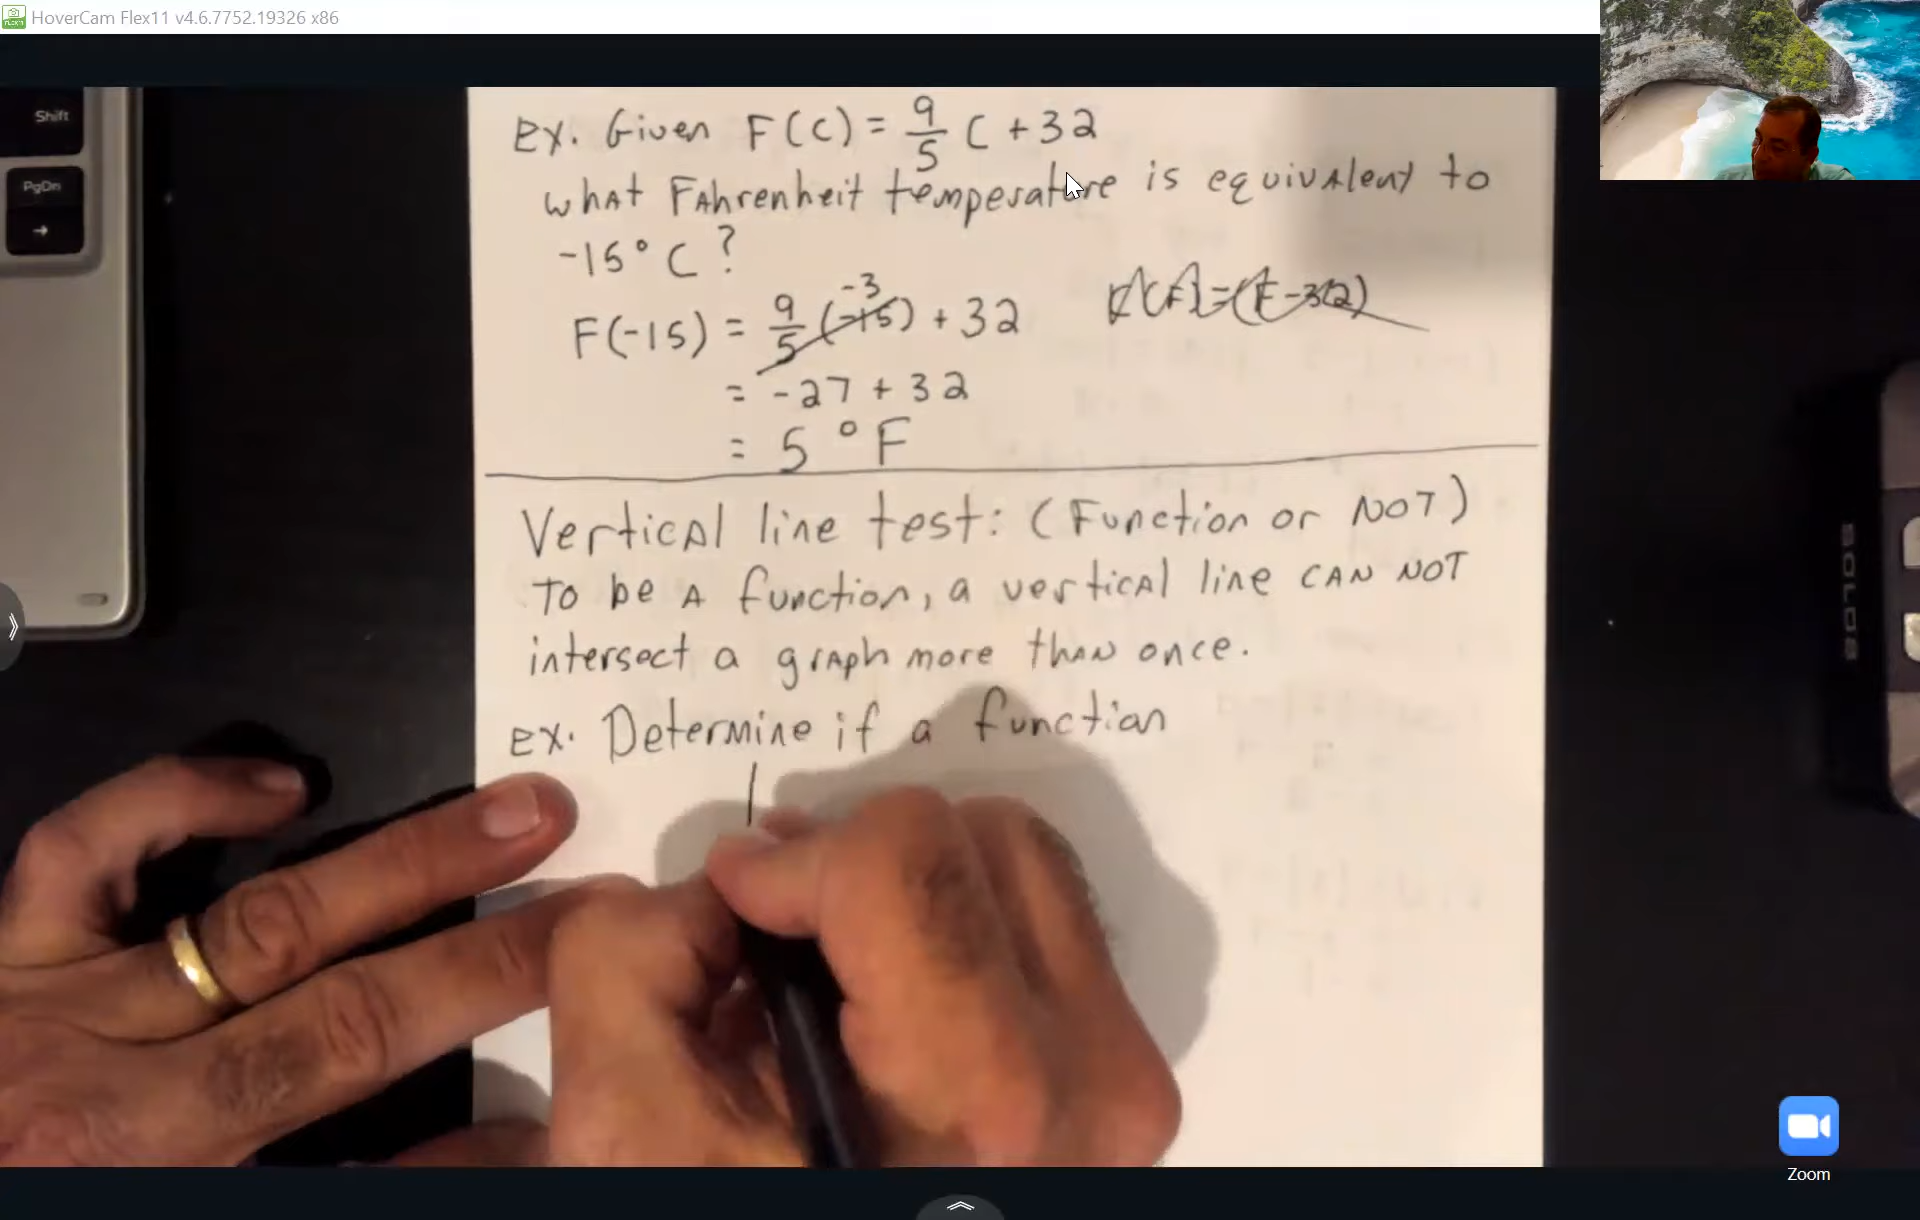 HoverCam Flex11 v4.6.7752.19326 x86
Shift
PgDn
Ex. Given F(C) = 9/5 C + 32
what Fahrenheit temperature is equivalent to
-15° C ?
F(-15) = 9/5 (-15) + 32
-3
= -27 + 32
= 5 °F
Vertical line test: (Function or NOT)
To be A function, a vertical line CAN NOT
intersect a graph more than once.
Ex. Determine if a function
Zoom